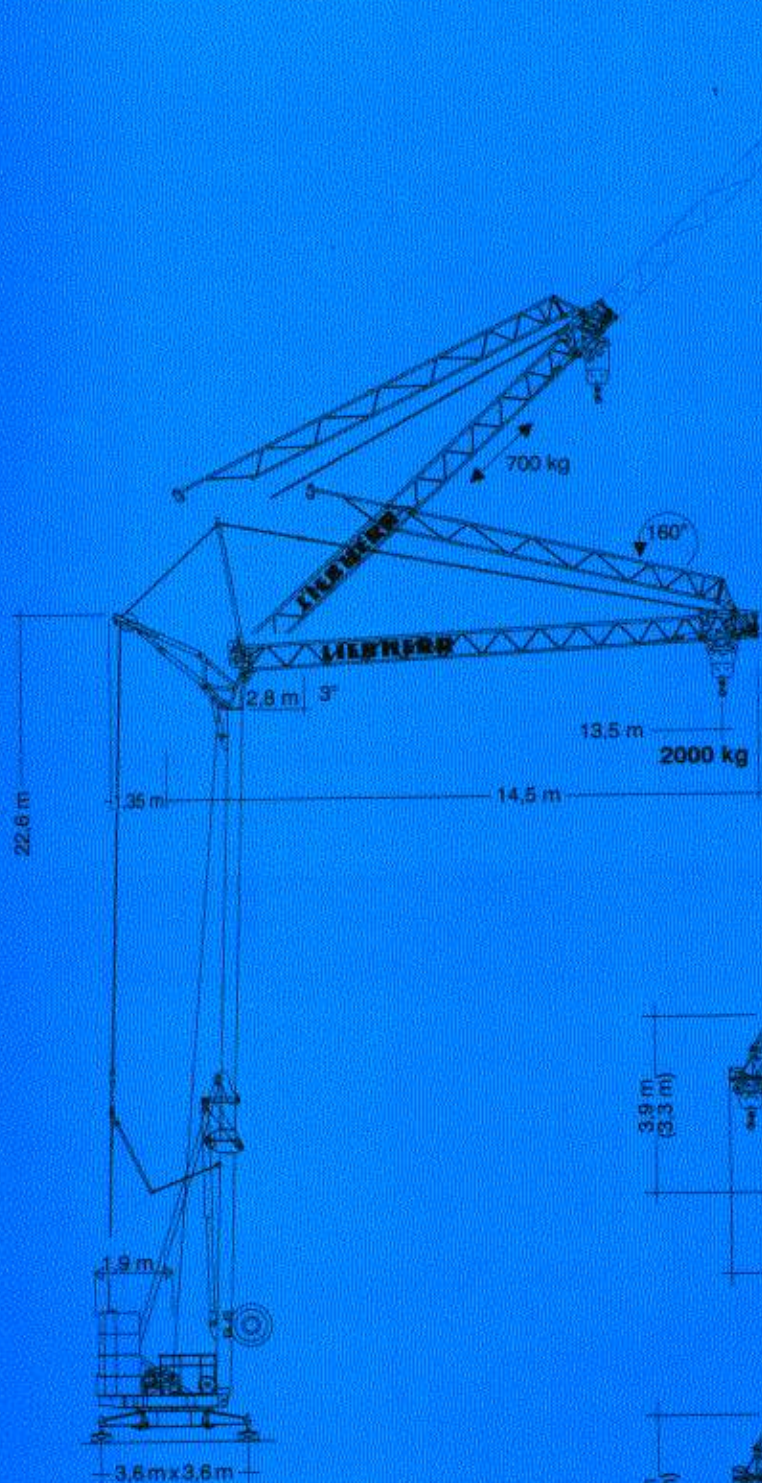 700 kg
LIEBHERR
160°
LIEBHERR
2,8 m
3°
13,5 m
2000 kg
22,6 m
,35 m
14,5 m
3,9 m
(3,3 m)
1,9 m
3,6 m x 3,6 m